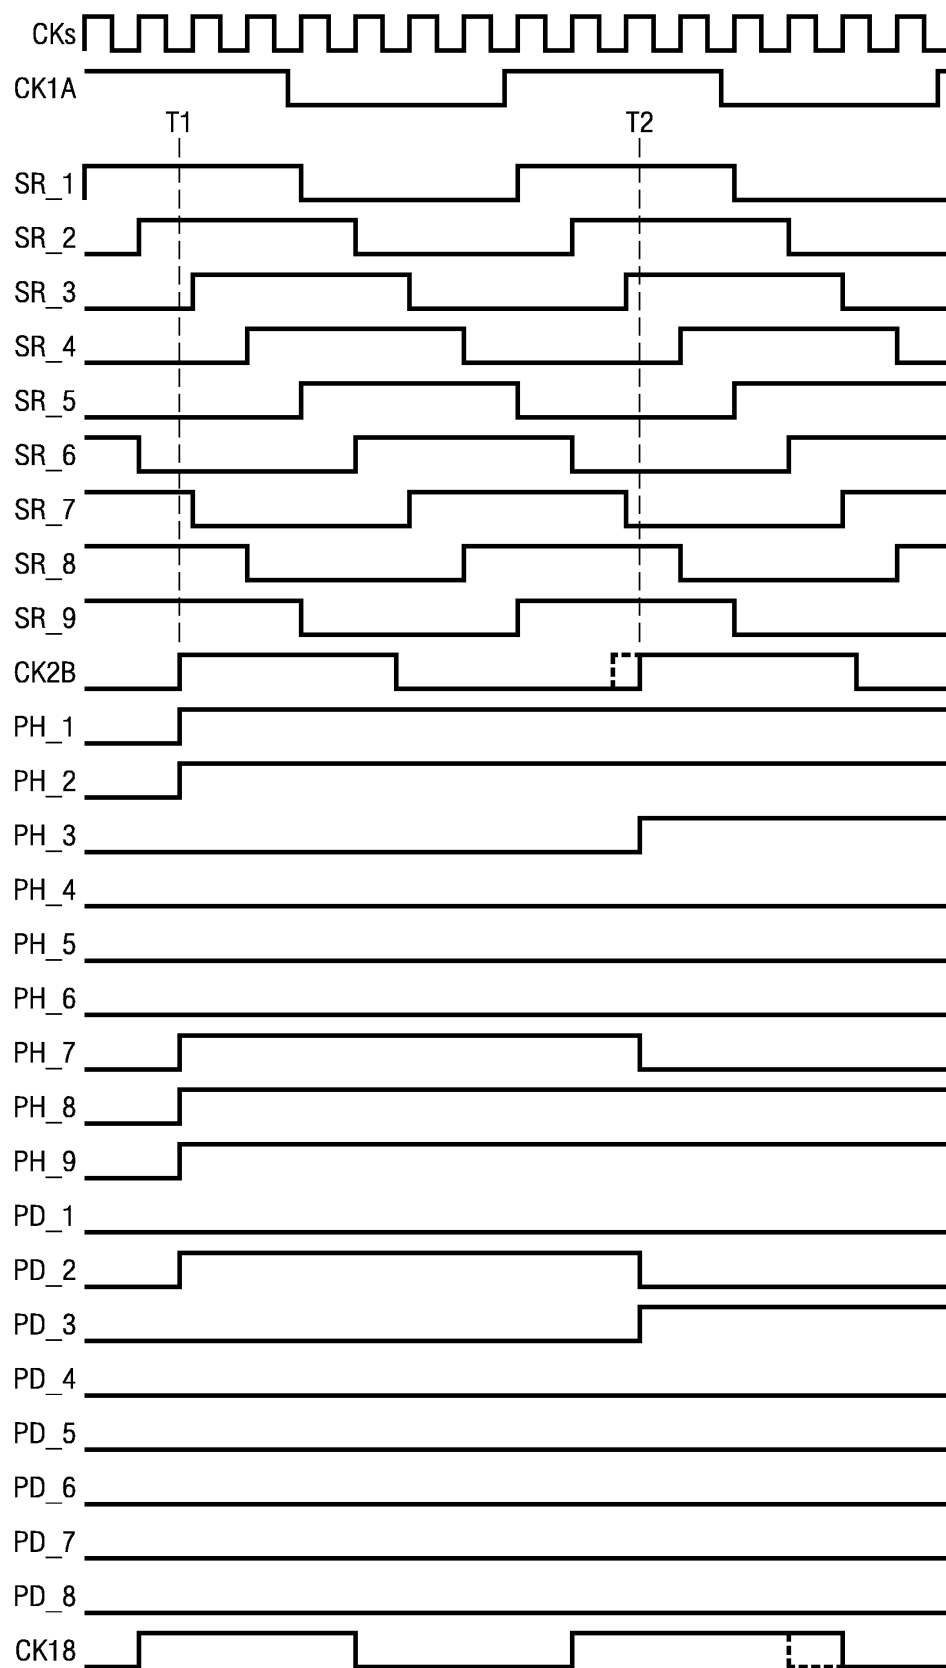 CKs
CK1A
T1 T2
SR_1
SR_2
SR_3
SR_4
SR_5
SR_6
SR_7
SR_8
SR_9
CK2B
PH_1
PH_2
PH_3
PH_4
PH_5
PH_6
PH_7
PH_8
PH_9
PD_1
PD_2
PD_3
PD_4
PD_5
PD_6
PD_7
PD_8
CK18